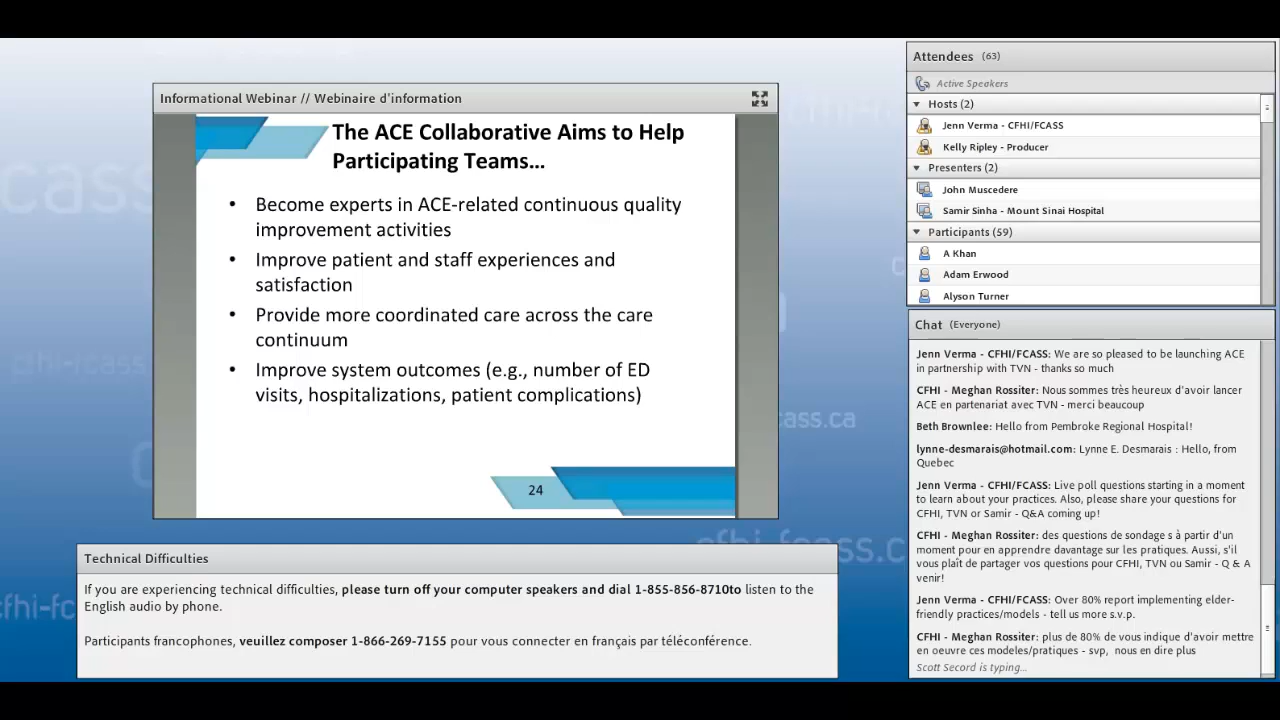 Informational Webinar // Webinaire d'information
The ACE Collaborative Aims to Help
Participating Teams...
• Become experts in ACE-related continuous quality
improvement activities
• Improve patient and staff experiences and
satisfaction
• Provide more coordinated care across the care
continuum
• Improve system outcomes (e.g., number of ED
visits, hospitalizations, patient complications)
24
Technical Difficulties
If you are experiencing technical difficulties, please turn off your computer speakers and dial 1-855-856-8710to listen to the
English audio by phone.
Participants francophones, veuillez composer 1-866-269-7155 pour vous connecter en français par téléconférence.
Attendees (63)
Active Speakers
Hosts (2)
Jenn Verma - CFHI/FCASS
Kelly Ripley - Producer
Presenters (2)
John Muscedere
Samir Sinha - Mount Sinai Hospital
Participants (59)
A Khan
Adam Erwood
Alyson Turner
Chat (Everyone)
Jenn Verma - CFHI/FCASS: We are so pleased to be launching ACE
in partnership with TVN - thanks so much
CFHI - Meghan Rossiter: Nous sommes très heureux d'avoir lancer
ACE en partenariat avec TVN - merci beaucoup
Beth Brownlee: Hello from Pembroke Regional Hospital!
lynne-desmarais@hotmail.com: Lynne E. Desmarais : Hello, from
Quebec
Jenn Verma - CFHI/FCASS: Live poll questions starting in a moment
to learn about your practices. Also, please share your questions for
CFHI, TVN or Samir - Q&A coming up!
CFHI - Meghan Rossiter: des questions de sondage s à partir d'un
moment pour en apprendre davantage sur les pratiques. Aussi, s'il
vous plaît de partager vos questions pour CFHI, TVN ou Samir - Q & A
venir!
Jenn Verma - CFHI/FCASS: Over 80% report implementing elder-
friendly practices/models - tell us more s.v.p.
CFHI - Meghan Rossiter: plus de 80% de vous indique d'avoir mettre
en oeuvre ces modeles/pratiques - svp, nous en dire plus
Scott Secord is typing...
cass
cfhi-fcass
cass.ca
cfhi-fcass.c
cfhi-fc